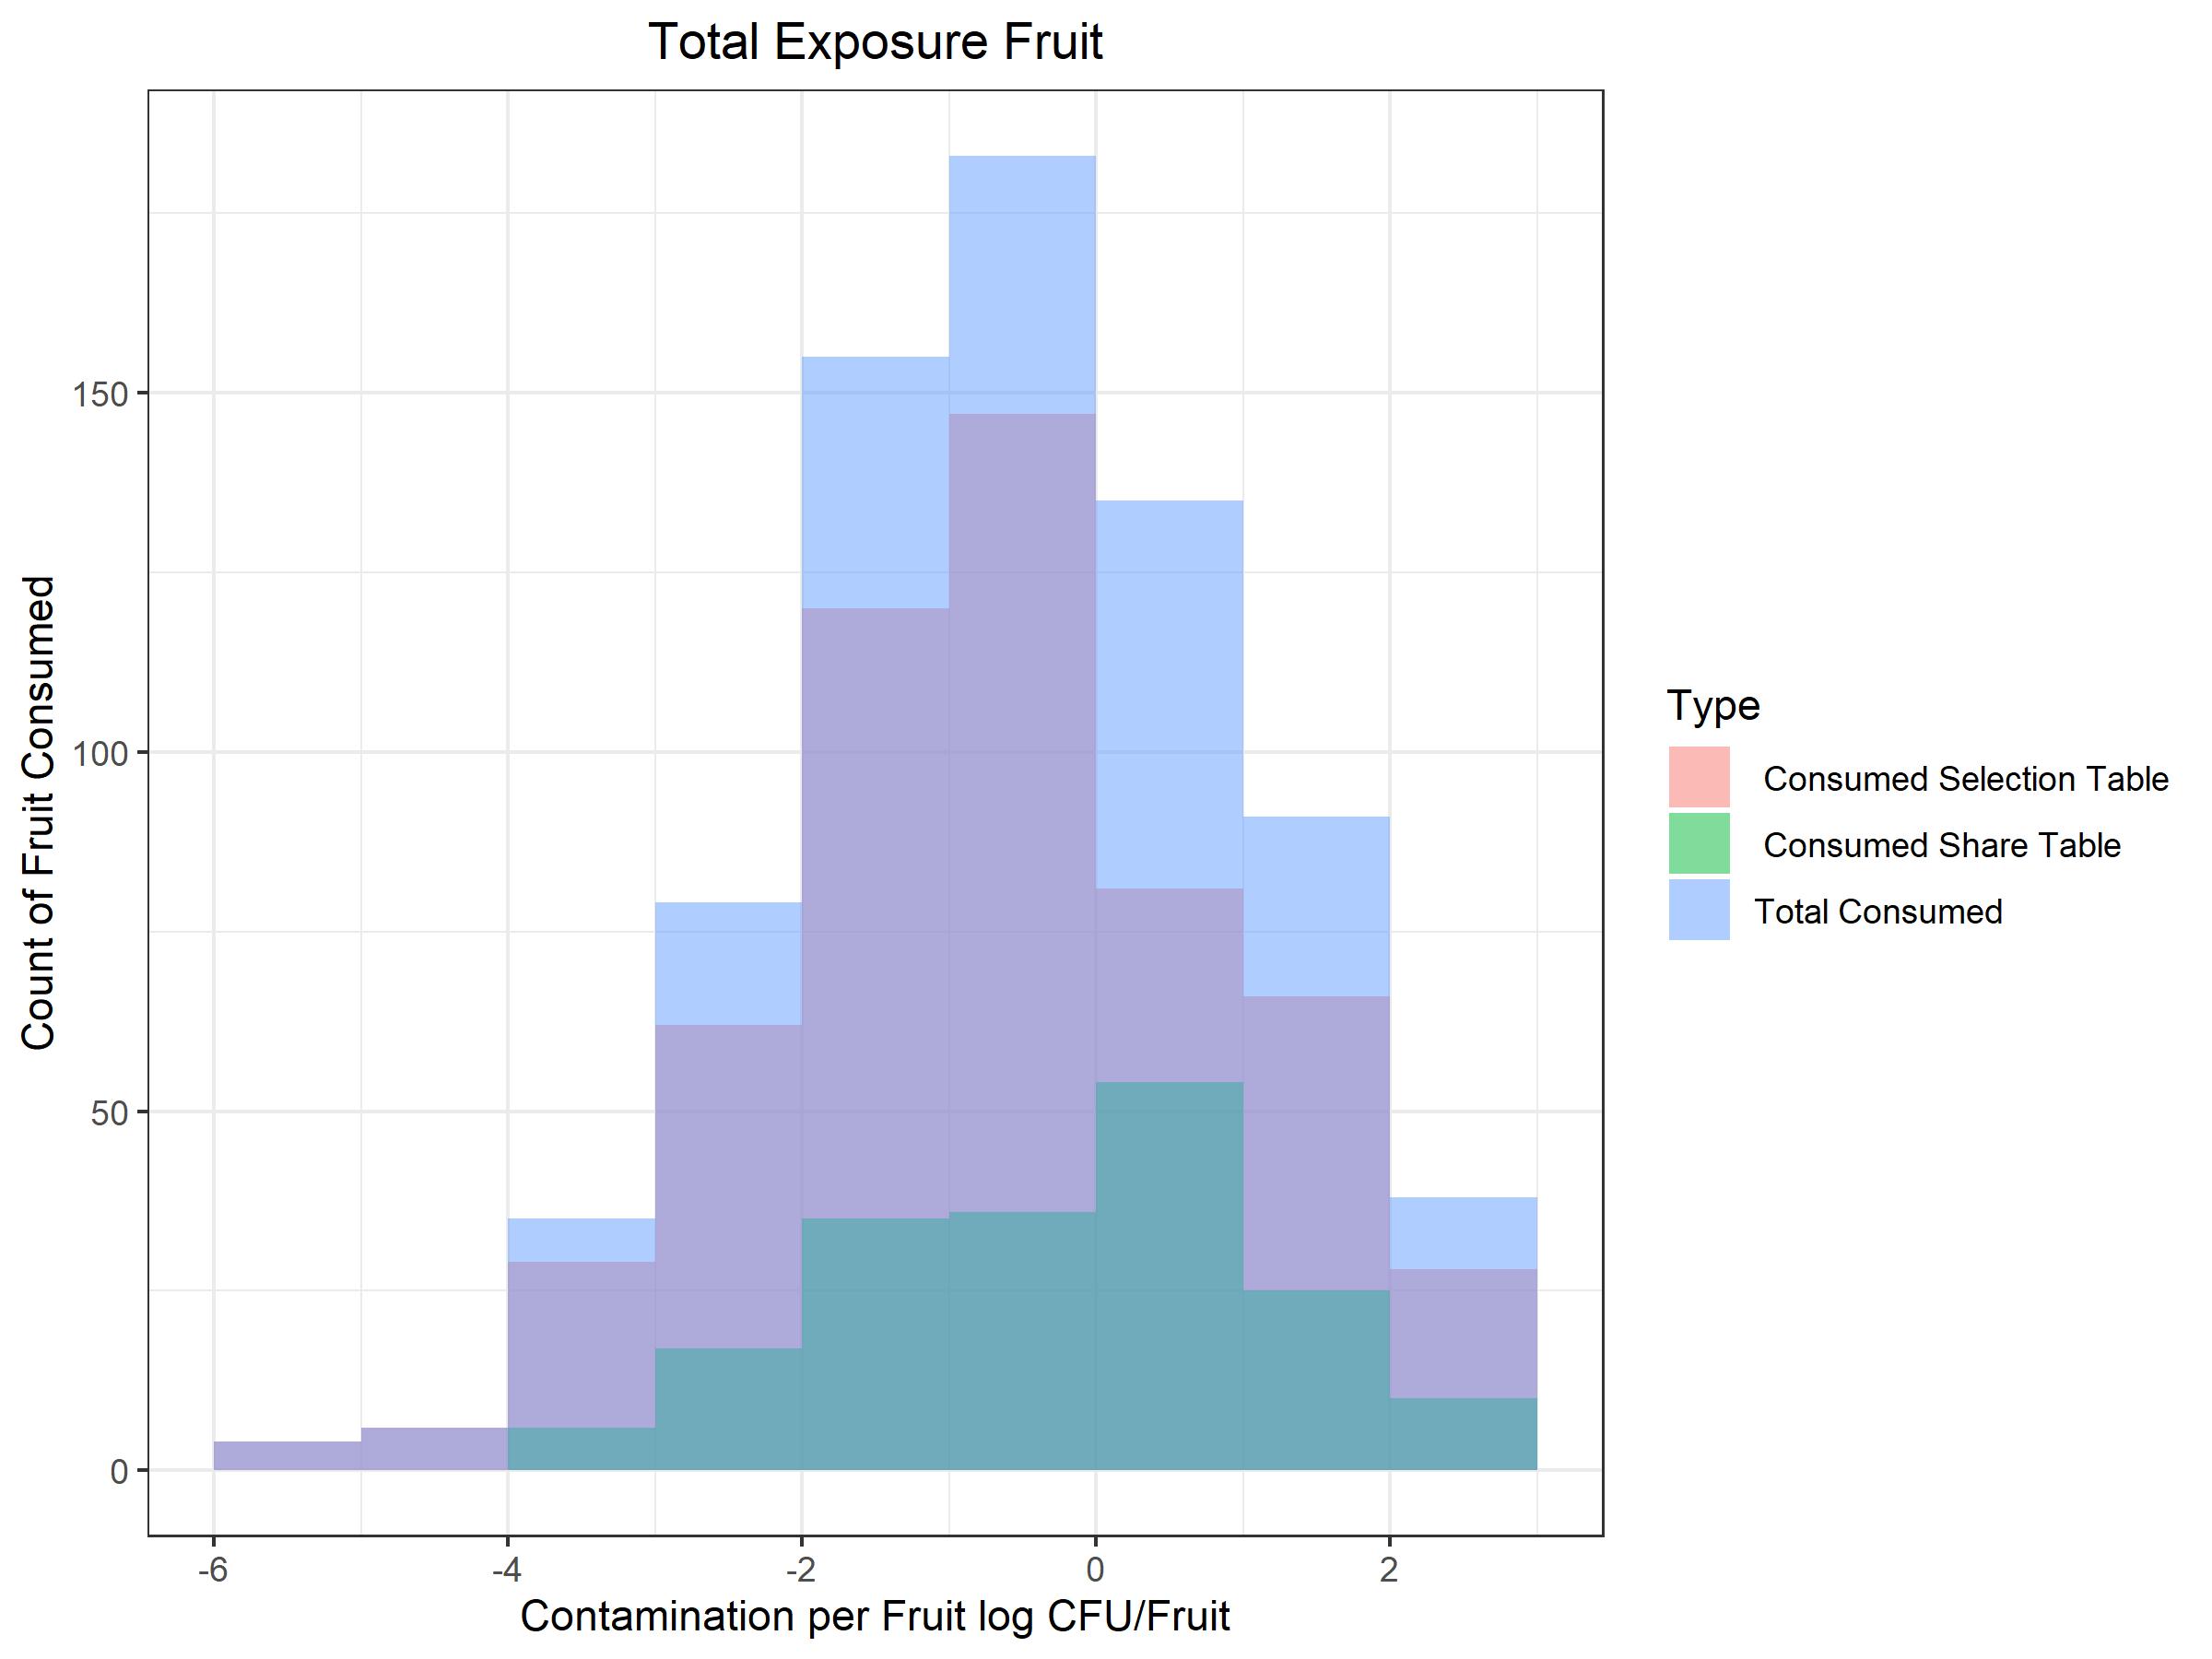 Total Exposure Fruit
Count of Fruit Consumed
150
100
50
0
-6
-4
-2
0
2
Contamination per Fruit log CFU/Fruit
Type
Consumed Selection Table
Consumed Share Table
Total Consumed